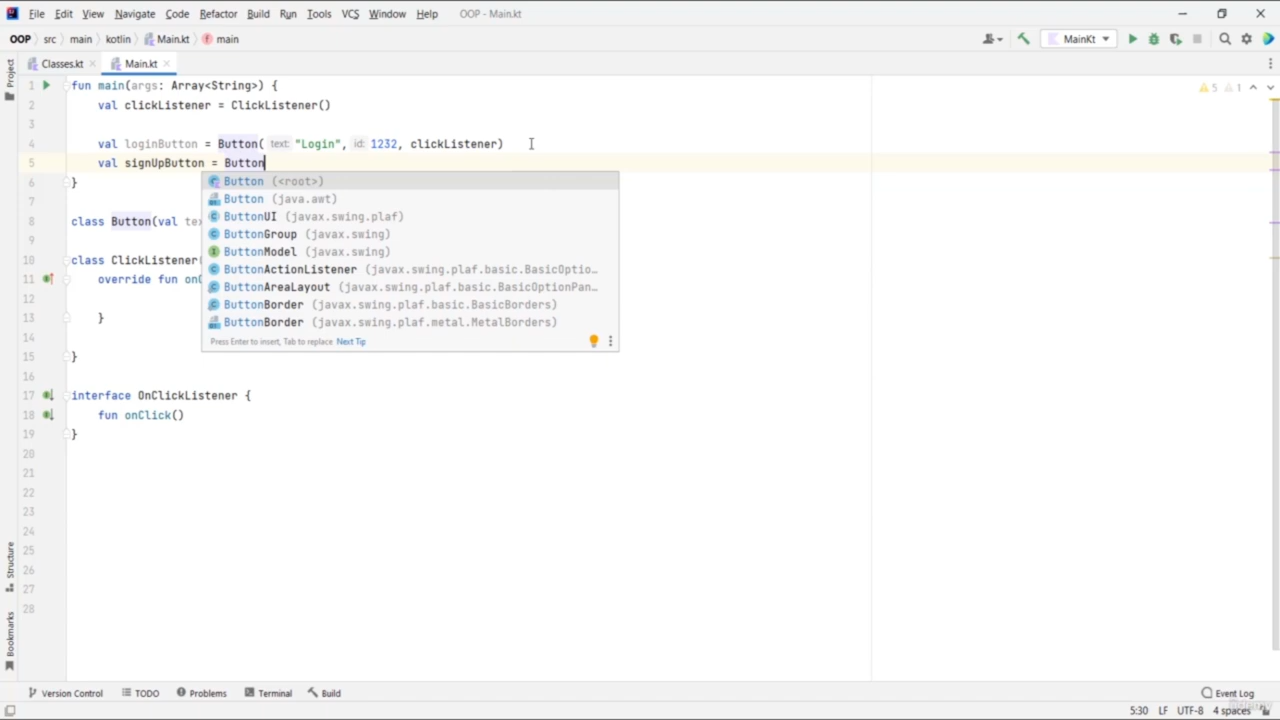 File Edit View Navigate Code Refactor Build Run Tools VCS Window Help OOP - Main.kt
OOP src main kotlin Main.kt main MainKt
Project Classes.kt Main.kt
1 fun main(args: Array<String>) { 5 1
2 val clickListener = ClickListener()
3
4 val loginButton = Button( text: "Login", id: 1232, clickListener)
5 val signUpButton = Button
6 }
Button (<root>)
7
Button (java.awt)
8 class Button(val te
ButtonUI (javax.swing.plaf)
9
ButtonGroup (javax.swing)
10 class ClickListener
ButtonModel (javax.swing)
11 override fun on
ButtonActionListener (javax.swing.plaf.basic.BasicOptio…
12
ButtonAreaLayout (javax.swing.plaf.basic.BasicOptionPan…
13 }
ButtonBorder (javax.swing.plaf.basic.BasicBorders)
14
ButtonBorder (javax.swing.plaf.metal.MetalBorders)
Press Enter to insert, Tab to replace Next Tip
15 }
16
17 interface OnClickListener {
18 fun onClick()
19 }
20
21
22
23
24
25
26
27
28
Structure
Bookmarks
Version Control TODO Problems Terminal Build Event Log
5:30 LF UTF-8 4 spaces